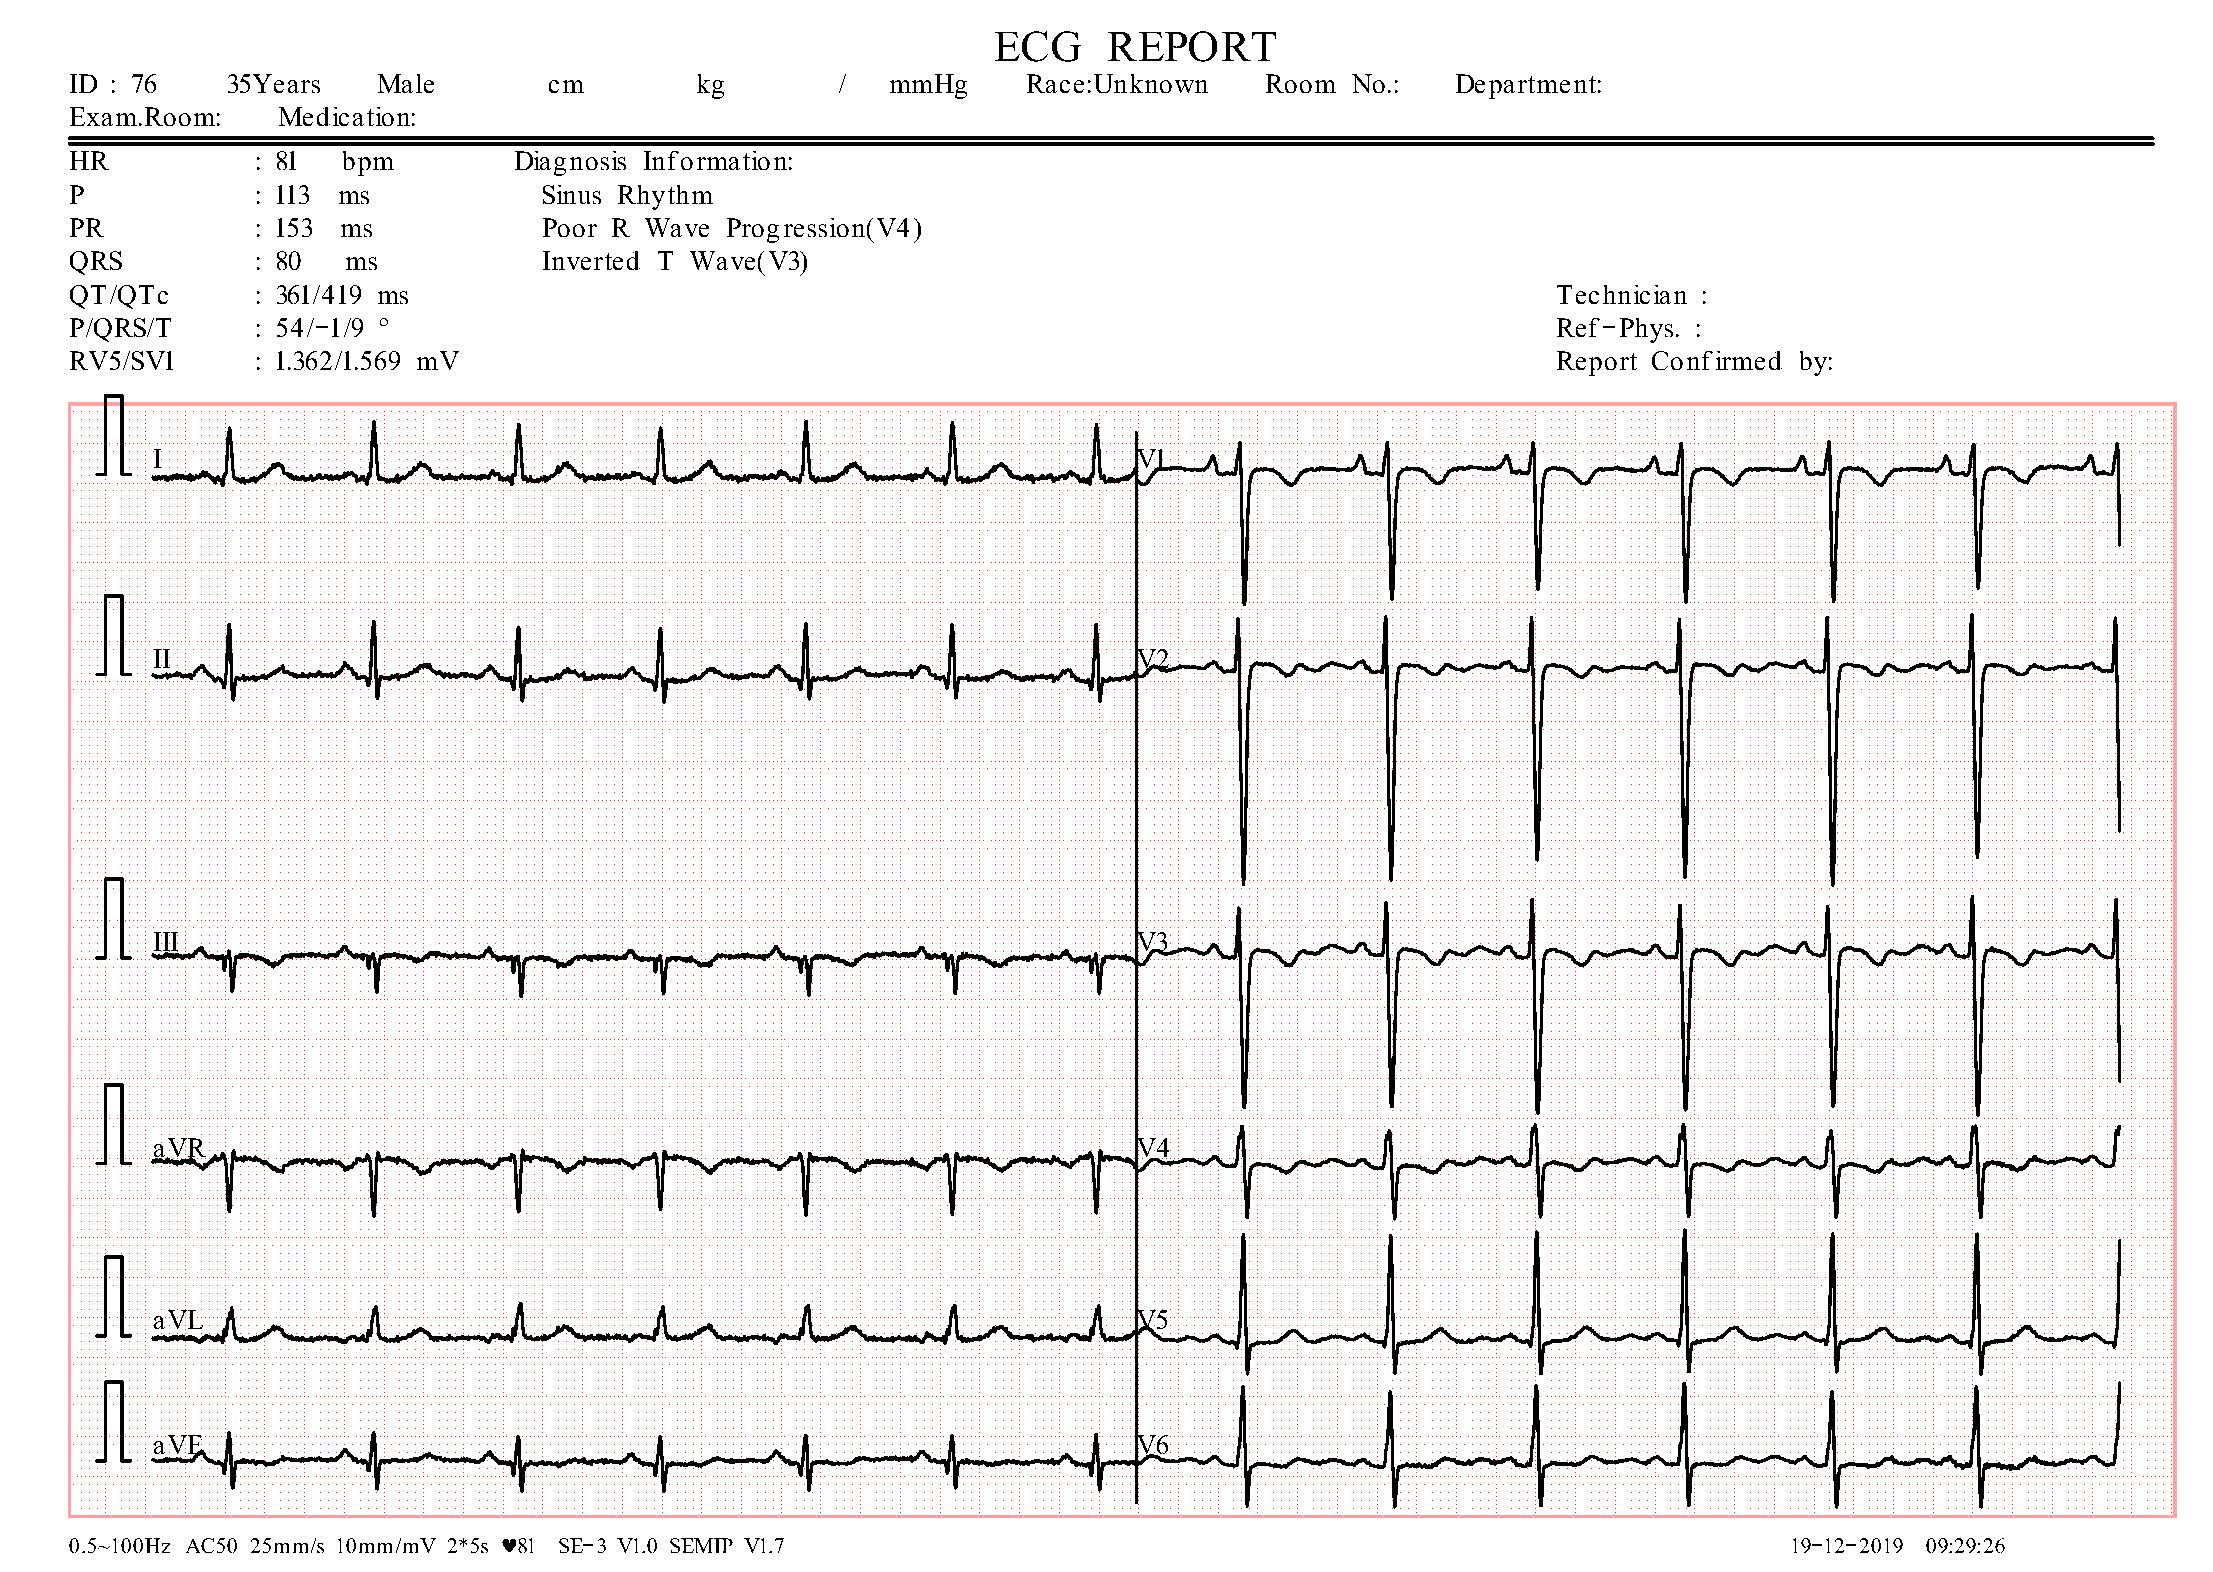 ECG REPORT
ID : 76 35Years Male cm kg / mmHg Race:Unknown Room No.: Department:
Exam.Room: Medication:
HR : 81 bpm Diagnosis Information:
P : 113 ms Sinus Rhythm
PR : 153 ms Poor R Wave Progression(V4)
QRS : 80 ms Inverted T Wave(V3)
QT/QTc : 361/419 ms Technician :
P/QRS/T : 54/-1/9 ° Ref-Phys. :
RV5/SV1 : 1.362/1.569 mV Report Confirmed by:
I V1
II V2
III V3
aVR V4
aVL V5
aVF V6
0.5~100Hz AC50 25mm/s 10mm/mV 2*5s ♥81 SE-3 V1.0 SEMIP V1.7 19-12-2019 09:29:26